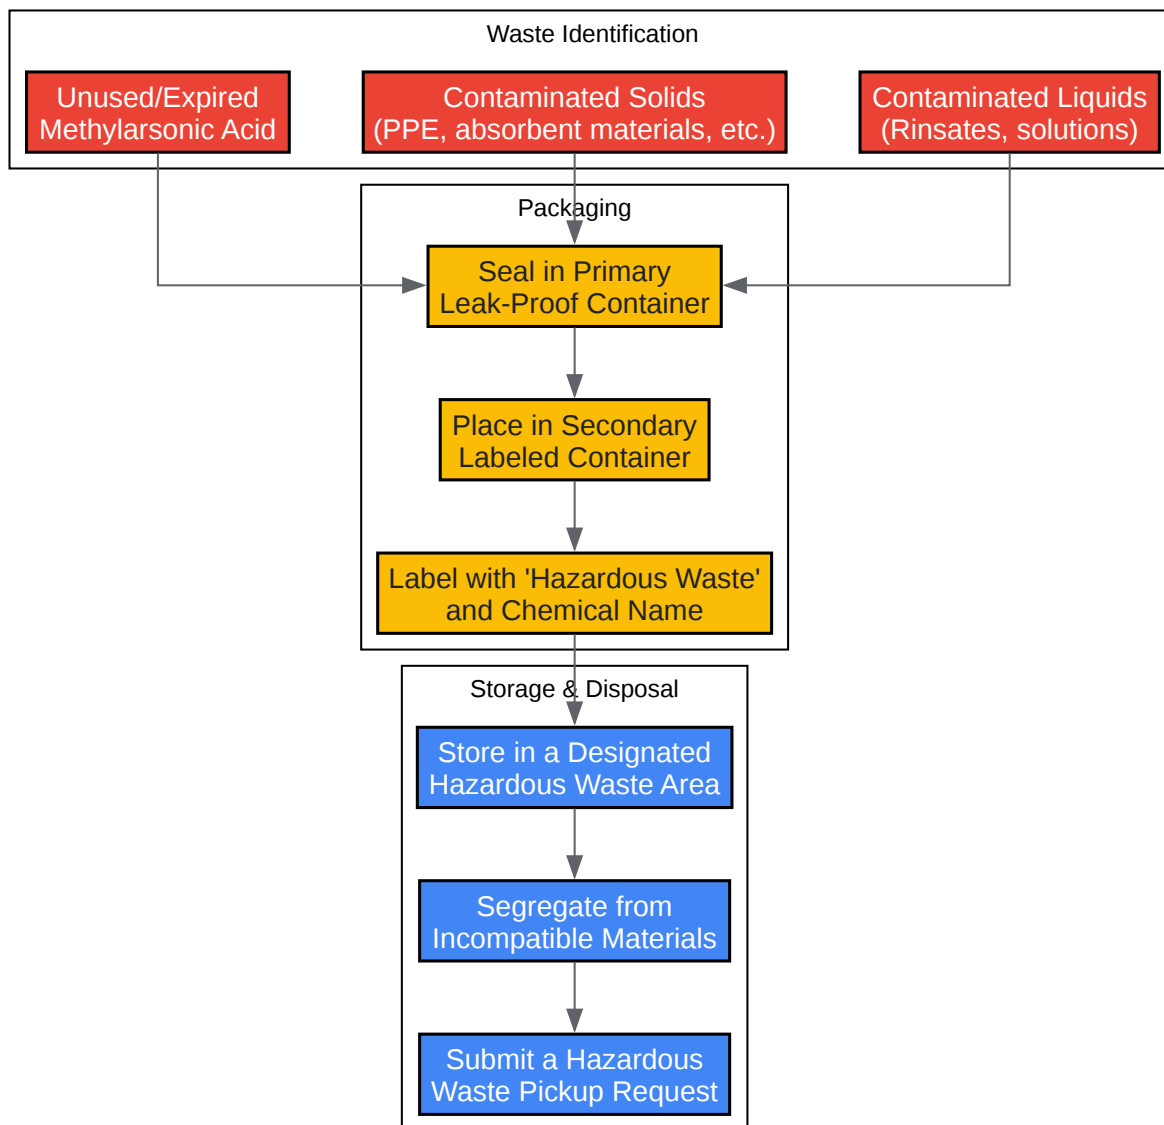 Waste Identification
Unused/Expired
Methylarsonic Acid
Contaminated Solids
(PPE, absorbent materials, etc.)
Contaminated Liquids
(Rinsates, solutions)
Packaging
Seal in Primary
Leak-Proof Container
Place in Secondary
Labeled Container
Label with 'Hazardous Waste'
and Chemical Name
Storage & Disposal
Store in a Designated
Hazardous Waste Area
Segregate from
Incompatible Materials
Submit a Hazardous
Waste Pickup Request